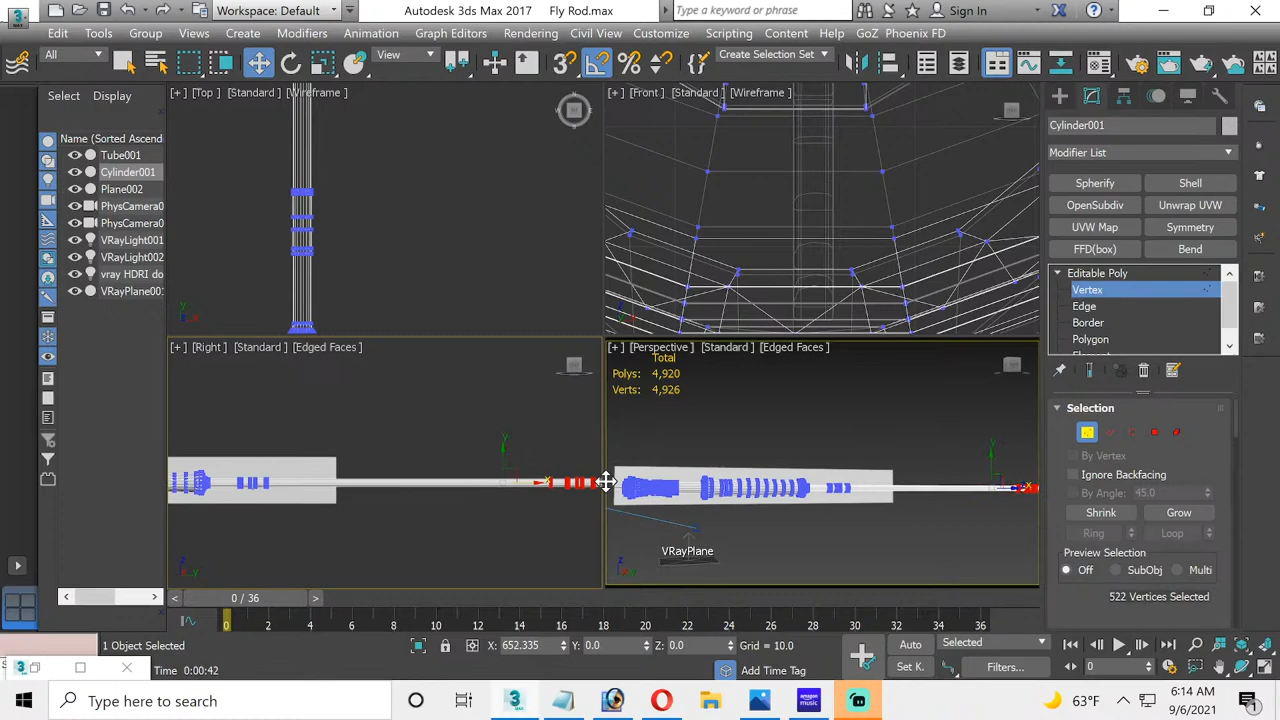 Workspace: Default
Autodesk 3ds Max 2017    Fly Rod.max
Type a keyword or phrase
Sign In
Edit Tools Group Views Create Modifiers Animation Graph Editors Rendering Civil View Customize Scripting Content Help GoZ Phoenix FD
All
View
Create Selection Set
Select Display
[+] [Top] [Standard] [Wireframe]
[+] [Front] [Standard] [Wireframe]
Cylinder001
Name (Sorted Ascend
Modifier List
Tube001
Cylinder001
Plane002
PhysCamera0
PhysCamera0
VRayLight001
VRayLight002
vray HDRI do
VRayPlane001
Spherify Shell
OpenSubdiv Unwrap UVW
UVW Map Symmetry
FFD(box) Bend
Editable Poly
Vertex
Edge
Border
Polygon
[+] [Right] [Standard] [Edged Faces]
[+] [Perspective] [Standard] [Edged Faces]
Total
Polys: 4,920
Verts: 4,926
VRayPlane
Selection
By Vertex
Ignore Backfacing
By Angle: 45.0
Shrink Grow
Ring Loop
Preview Selection
Off SubObj Multi
522 Vertices Selected
0 / 36
0 2 4 6 8 10 12 14 16 18 20 22 24 26 28 30 32 34 36
1 Object Selected
X: 652.335 Y: 0.0 Z: 0.0 Grid = 10.0
Auto Selected
Time: 0:00:42
Add Time Tag
Set K. Filters...
0
Type here to search
amazon music
63°F
6:14 AM
9/6/2021
1